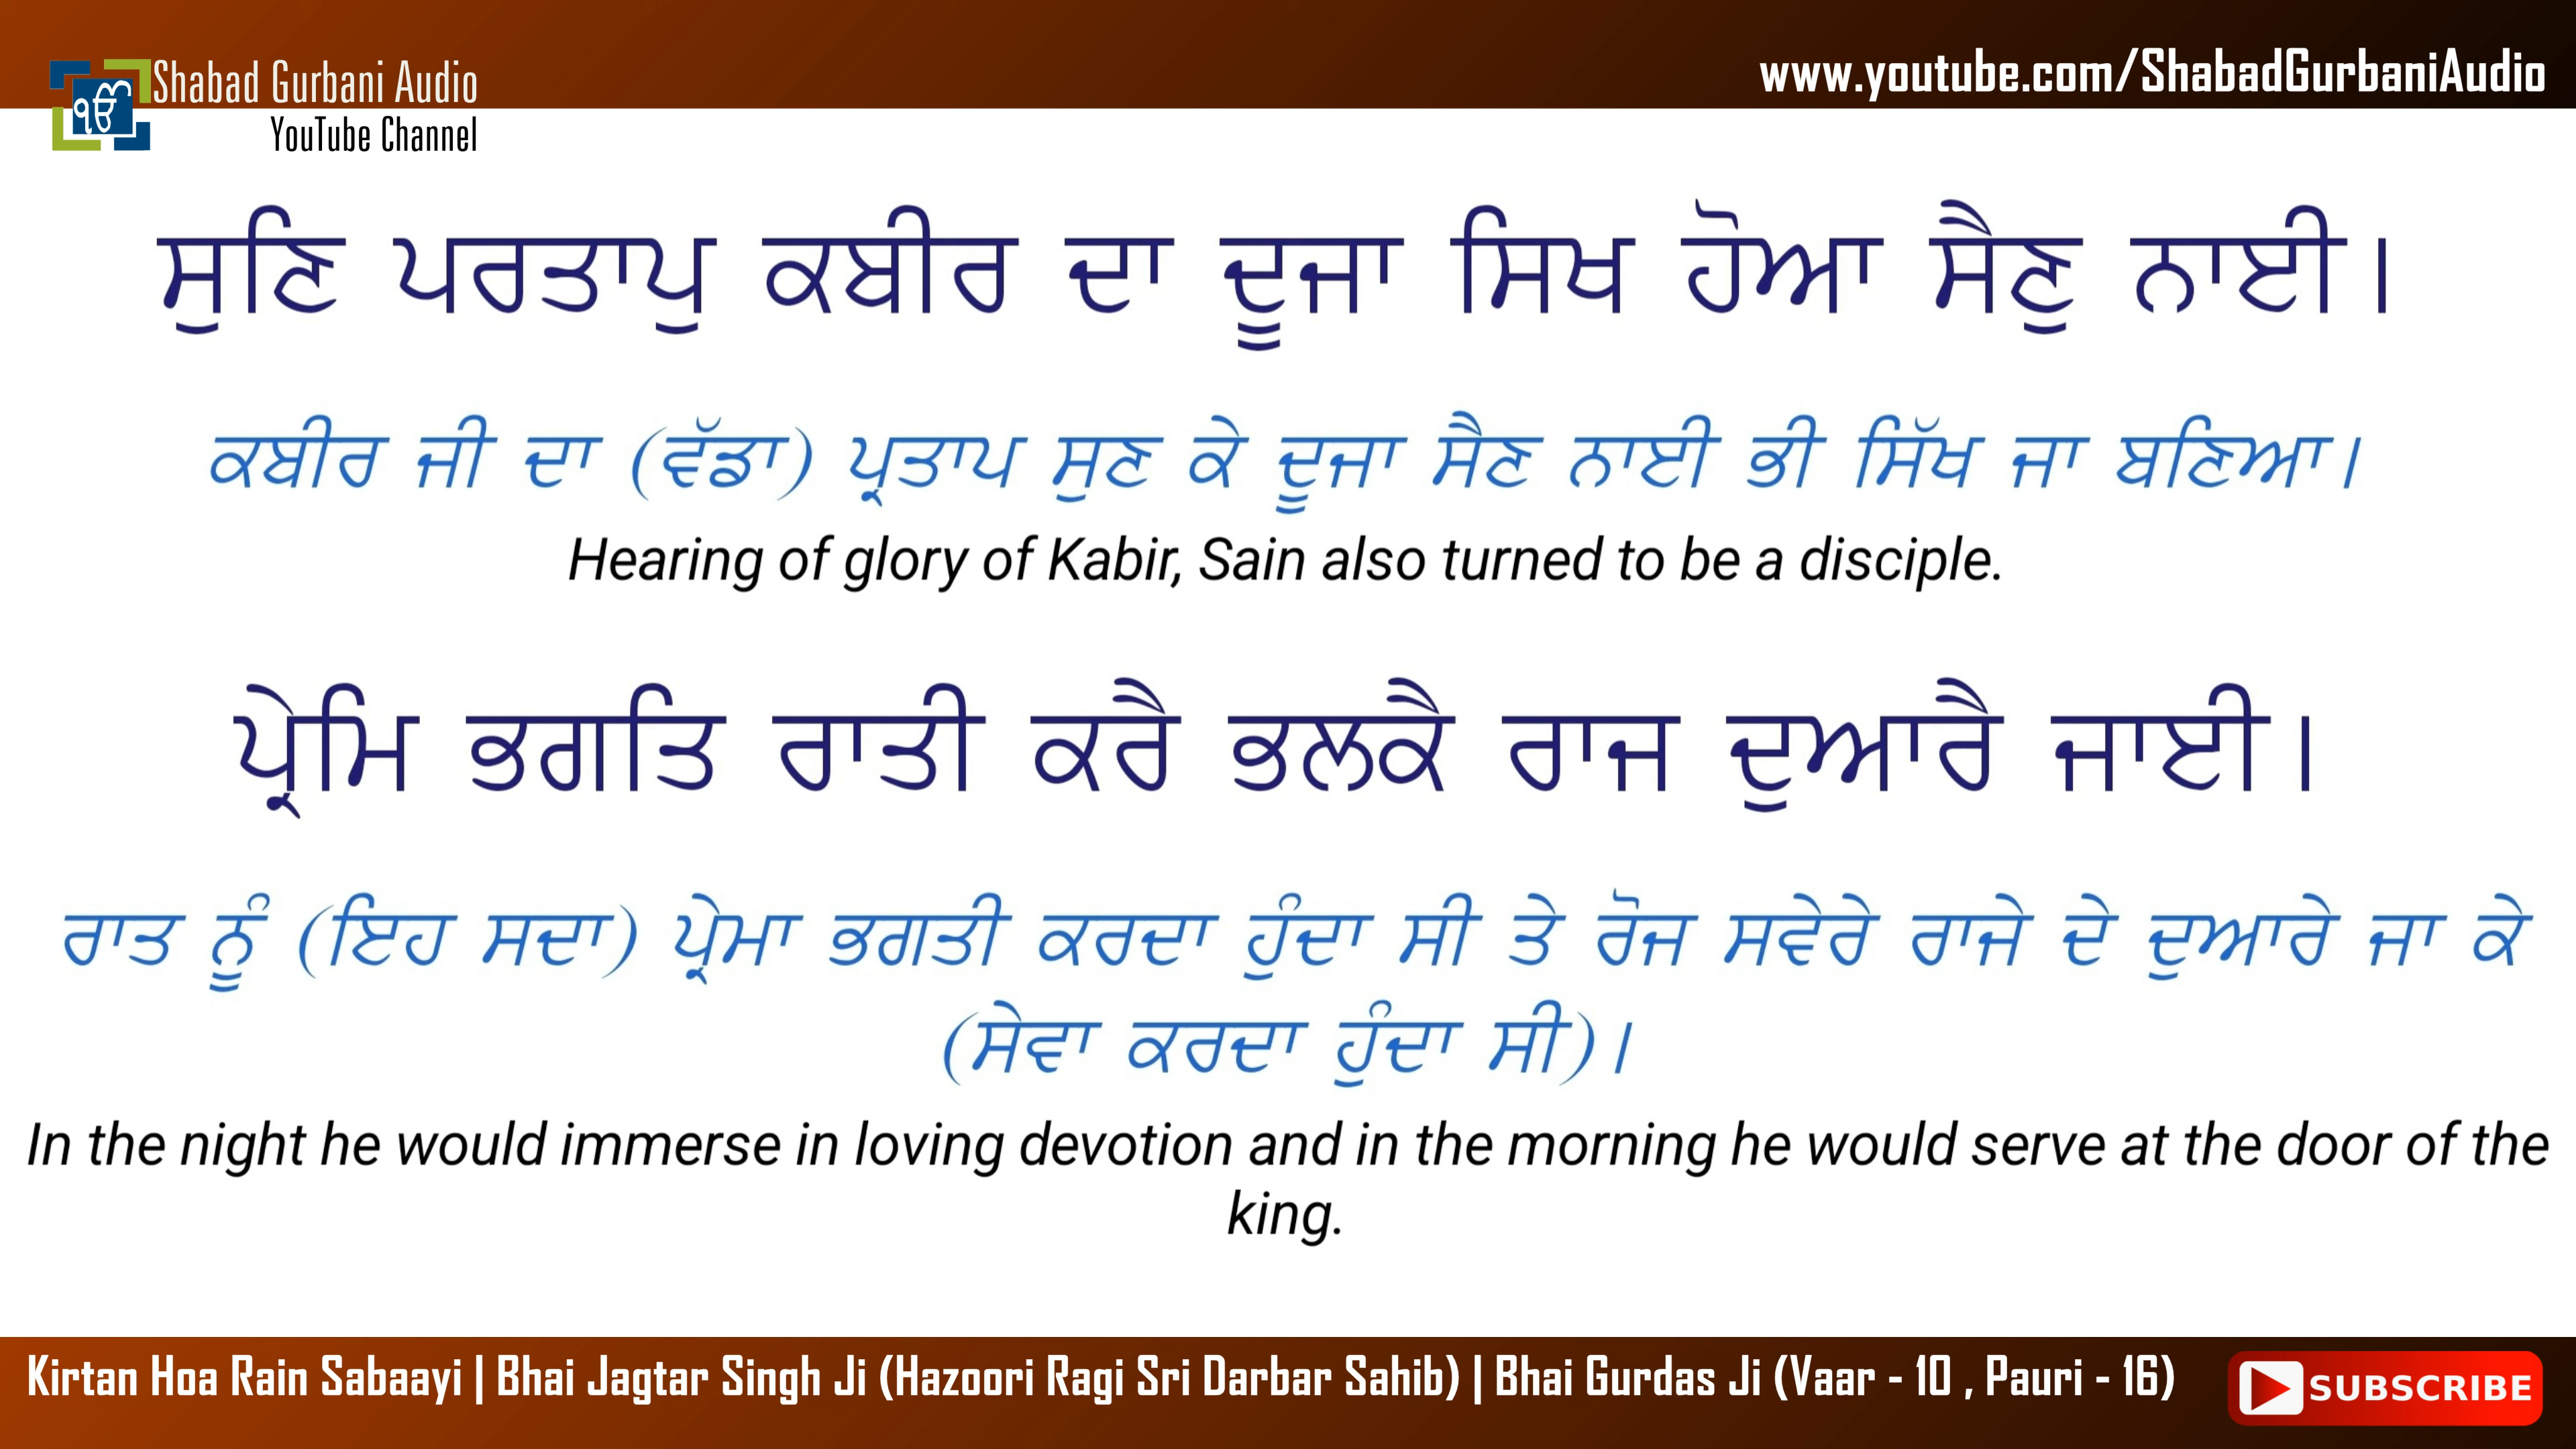 Shabad Gurbani Audio
YouTube Channel
ੴ
www.youtube.com/ShabadGurbaniAudio
ਸੁਣਿ ਪਰਤਾਪੁ ਕਬੀਰ ਦਾ ਦੂਜਾ ਸਿਖ ਹੋਆ ਸੈਣੁ ਨਾਈ।
ਕਬੀਰ ਜੀ ਦਾ (ਵੱਡਾ) ਪ੍ਰਤਾਪ ਸੁਣ ਕੇ ਦੂਜਾ ਸੈਣ ਨਾਈ ਭੀ ਸਿੱਖ ਜਾ ਬਣਿਆ।
Hearing of glory of Kabir, Sain also turned to be a disciple.
ਪ੍ਰੇਮਿ ਭਗਤਿ ਰਾਤੀ ਕਰੈ ਭਲਕੈ ਰਾਜ ਦੁਆਰੈ ਜਾਈ।
ਰਾਤ ਨੂੰ (ਇਹ ਸਦਾ) ਪ੍ਰੇਮਾ ਭਗਤੀ ਕਰਦਾ ਹੁੰਦਾ ਸੀ ਤੇ ਰੋਜ ਸਵੇਰੇ ਰਾਜੇ ਦੇ ਦੁਆਰੇ ਜਾ ਕੇ
(ਸੇਵਾ ਕਰਦਾ ਹੁੰਦਾ ਸੀ)।
In the night he would immerse in loving devotion and in the morning he would serve at the door of the
king.
Kirtan Hoa Rain Sabaayi | Bhai Jagtar Singh Ji (Hazoori Ragi Sri Darbar Sahib) | Bhai Gurdas Ji (Vaar - 10 , Pauri - 16)
SUBSCRIBE